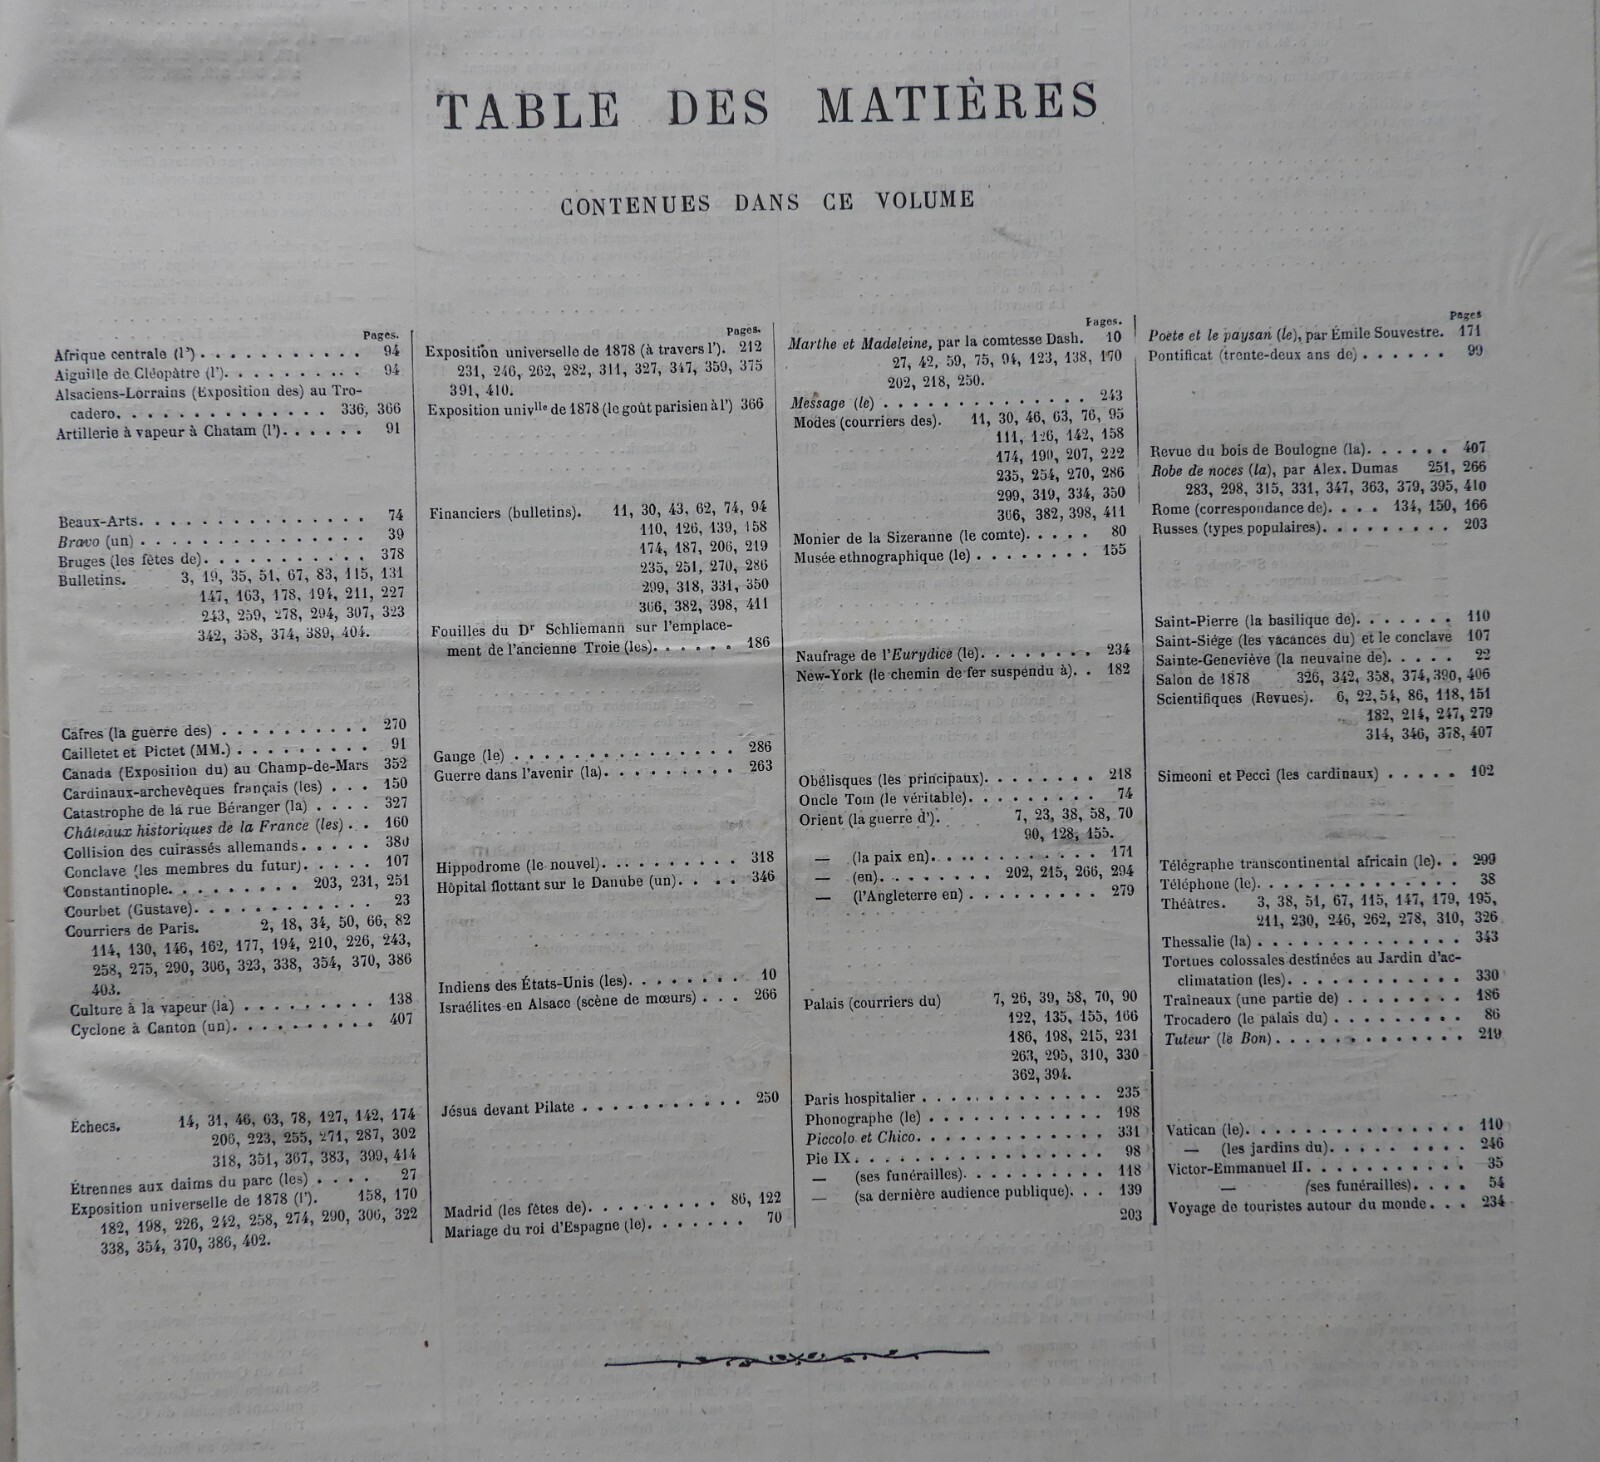 TABLE DES MATIÈRES
CONTENUES DANS CE VOLUME
Pages.
Afrique centrale (l') . . . . . . . . . . . 94
Aiguille de Cléopâtre (l'). . . . . . . . . . 94
Alsaciens-Lorrains (Exposition des) au Tro-
cadero. . . . . . . . . . . . . 336, 366
Artillerie à vapeur à Chatam (l'). . . . . . 91
Beaux-Arts. . . . . . . . . . . . . . . 74
Bravo (un) . . . . . . . . . . . . . . . 39
Bruges (les fêtes de). . . . . . . . . . . 378
Bulletins. 3, 19, 35, 51, 67, 83, 115, 131
147, 163, 178, 194, 211, 227
243, 259, 278, 294, 307, 323
342, 358, 374, 389, 404.
Cafres (la guerre des) . . . . . . . . . . 270
Cailletet et Pictet (MM.) . . . . . . . . . 91
Canada (Exposition du) au Champ-de-Mars 352
Cardinaux-archevêques français (les) . . . 150
Catastrophe de la rue Béranger (la) . . . . 327
Châteaux historiques de la France (les) . . 160
Collision des cuirassés allemands . . . . . 380
Conclave (les membres du futur). . . . . 107
Constantinople. . . . . . . . . 203, 231, 251
Courbet (Gustave). . . . . . . . . . . . 23
Courriers de Paris. 2, 18, 34, 50, 66, 82
114, 130, 146, 162, 177, 194, 210, 226, 243,
258, 275, 290, 306, 323, 338, 354, 370, 386
403.
Culture à la vapeur (la) . . . . . . . . . 138
Cyclone à Canton (un). . . . . . . . . . 407
Échecs. 14, 31, 46, 63, 78, 127, 142, 174
206, 223, 255, 271, 287, 302
318, 351, 367, 383, 399, 414
Étrennes aux daims du parc (les) . . . . 27
Exposition universelle de 1878 (l'). 158, 170
182, 198, 226, 242, 258, 274, 290, 306, 322
338, 354, 370, 386, 402.
Pages.
Exposition universelle de 1878 (à travers l'). 212
231, 246, 262, 282, 311, 327, 347, 359, 375
391, 410.
Exposition univlle de 1878 (le goût parisien à l') 366
Financiers (bulletins). 11, 30, 43, 62, 74, 94
110, 126, 139, 158
174, 187, 206, 219
235, 251, 270, 286
299, 318, 331, 350
366, 382, 398, 411
Fouilles du Dr Schliemann sur l'emplace-
ment de l'ancienne Troie (les). . . . . . 186
Gange (le) . . . . . . . . . . . . . . . 286
Guerre dans l'avenir (la). . . . . . . . . 263
Hippodrome (le nouvel). . . . . . . . . . 318
Hôpital flottant sur le Danube (un). . . . 346
Indiens des États-Unis (les). . . . . . . . 10
Israélites en Alsace (scène de mœurs) . . . 266
Jésus devant Pilate . . . . . . . . . . . 250
Madrid (les fêtes de). . . . . . . . . 86, 122
Mariage du roi d'Espagne (le). . . . . . . 70
Pages.
Marthe et Madeleine, par la comtesse Dash. 10
27, 42, 59, 75, 94, 123, 138, 170
202, 218, 250.
Message (le) . . . . . . . . . . . . . . 243
Modes (courriers des). 11, 30, 46, 63, 76, 95
111, 126, 142, 158
174, 190, 207, 222
235, 254, 270, 286
299, 319, 334, 350
366, 382, 398, 411
Monier de la Sizeranne (le comte). . . . . 80
Musée ethnographique (le) . . . . . . . . 155
Naufrage de l'Eurydice (le). . . . . . . . 234
New-York (le chemin de fer suspendu à). . 182
Obélisques (les principaux). . . . . . . . 218
Oncle Tom (le véritable). . . . . . . . . 74
Orient (la guerre d'). 7, 23, 38, 58, 70
90, 128, 155.
— (la paix en). . . . . . . . . . . . 171
— (en). . . . . . . . 202, 215, 266, 294
— (l'Angleterre en) . . . . . . . . . 279
Palais (courriers du) 7, 26, 39, 58, 70, 90
122, 135, 155, 166
186, 198, 215, 231
263, 295, 310, 330
362, 394.
Paris hospitalier . . . . . . . . . . . . 235
Phonographe (le) . . . . . . . . . . . . 198
Piccolo et Chico. . . . . . . . . . . . . 331
Pie IX. . . . . . . . . . . . . . . . . 98
— (ses funérailles). . . . . . . . . . 118
— (sa dernière audience publique). . . 139
203
Pages
Poète et le paysan (le), par Émile Souvestre. 171
Pontificat (trente-deux ans de) . . . . . . 99
Revue du bois de Boulogne (la). . . . . . 407
Robe de noces (la), par Alex. Dumas 251, 266
283, 298, 315, 331, 347, 363, 379, 395, 410
Rome (correspondance de). . . . 134, 150, 166
Russes (types populaires). . . . . . . . . 203
Saint-Pierre (la basilique de). . . . . . . 110
Saint-Siége (les vacances du) et le conclave 107
Sainte-Geneviève (la neuvaine de). . . . . 22
Salon de 1878 326, 342, 358, 374, 390, 406
Scientifiques (Revues). 6, 22, 54, 86, 118, 151
182, 214, 247, 279
314, 346, 378, 407
Simeoni et Pecci (les cardinaux) . . . . . 102
Télégraphe transcontinental africain (le). . 299
Téléphone (le). . . . . . . . . . . . . . 38
Théâtres. 3, 38, 51, 67, 115, 147, 179, 195,
211, 230, 246, 262, 278, 310, 326
Thessalie (la) . . . . . . . . . . . . . . 343
Tortues colossales destinées au Jardin d'ac-
climatation (les). . . . . . . . . . . . 330
Traîneaux (une partie de) . . . . . . . . 186
Trocadero (le palais du) . . . . . . . . . 86
Tuteur (le Bon). . . . . . . . . . . . . 219
Vatican (le). . . . . . . . . . . . . . . 110
— (les jardins du). . . . . . . . . 246
Victor-Emmanuel II. . . . . . . . . . . . 35
— (ses funérailles). . . . 54
Voyage de touristes autour du monde. . . 234